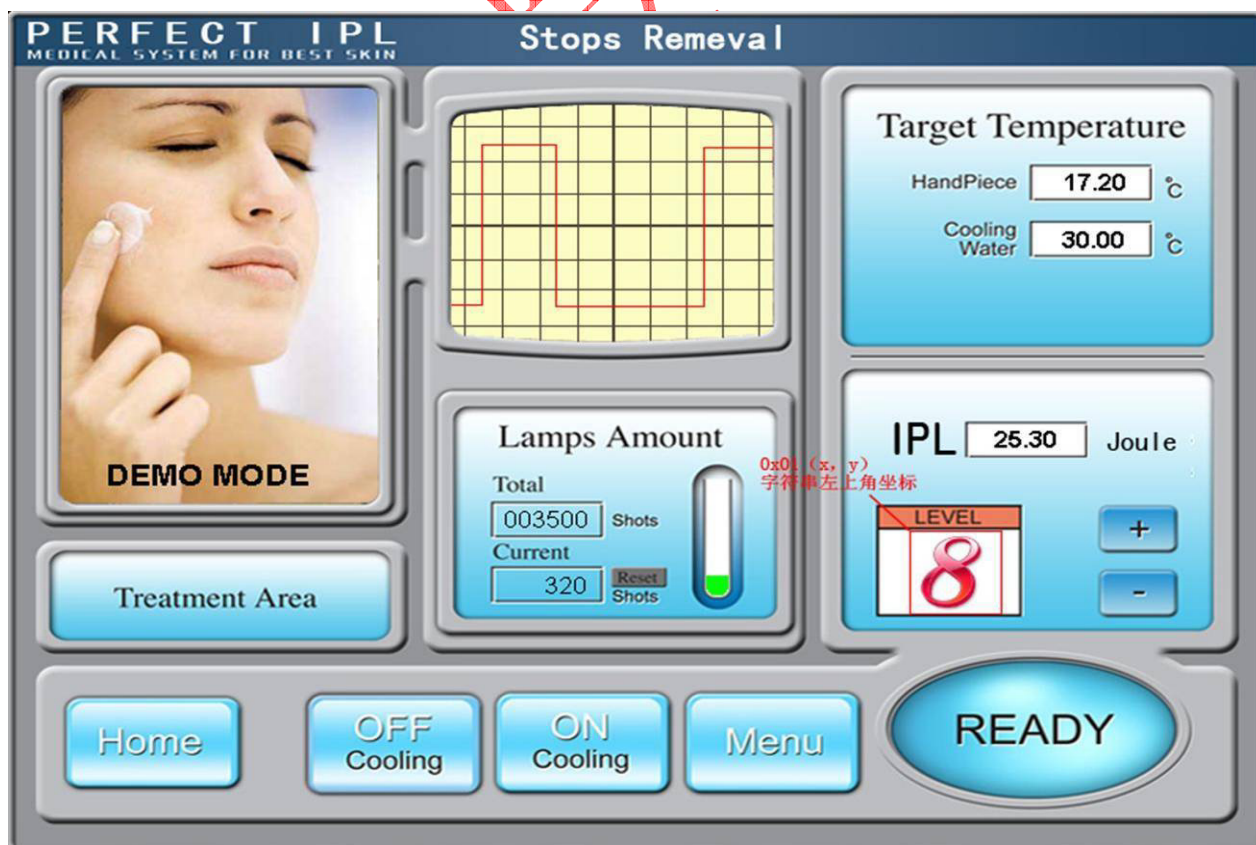 PERFECT IPL
MEDICAL SYSTEM FOR BEST SKIN
Stops Remeval
DEMO MODE
Treatment Area
Lamps Amount
Total
003500 Shots
Current
320 Reset
Shots
Target Temperature
HandPiece 17.20 °C
Cooling
Water 30.00 °C
IPL 25.30 Joule
0x01 (x, y)
字符串左上角坐标
LEVEL
8
+
-
Home
OFF
Cooling
ON
Cooling
Menu
READY